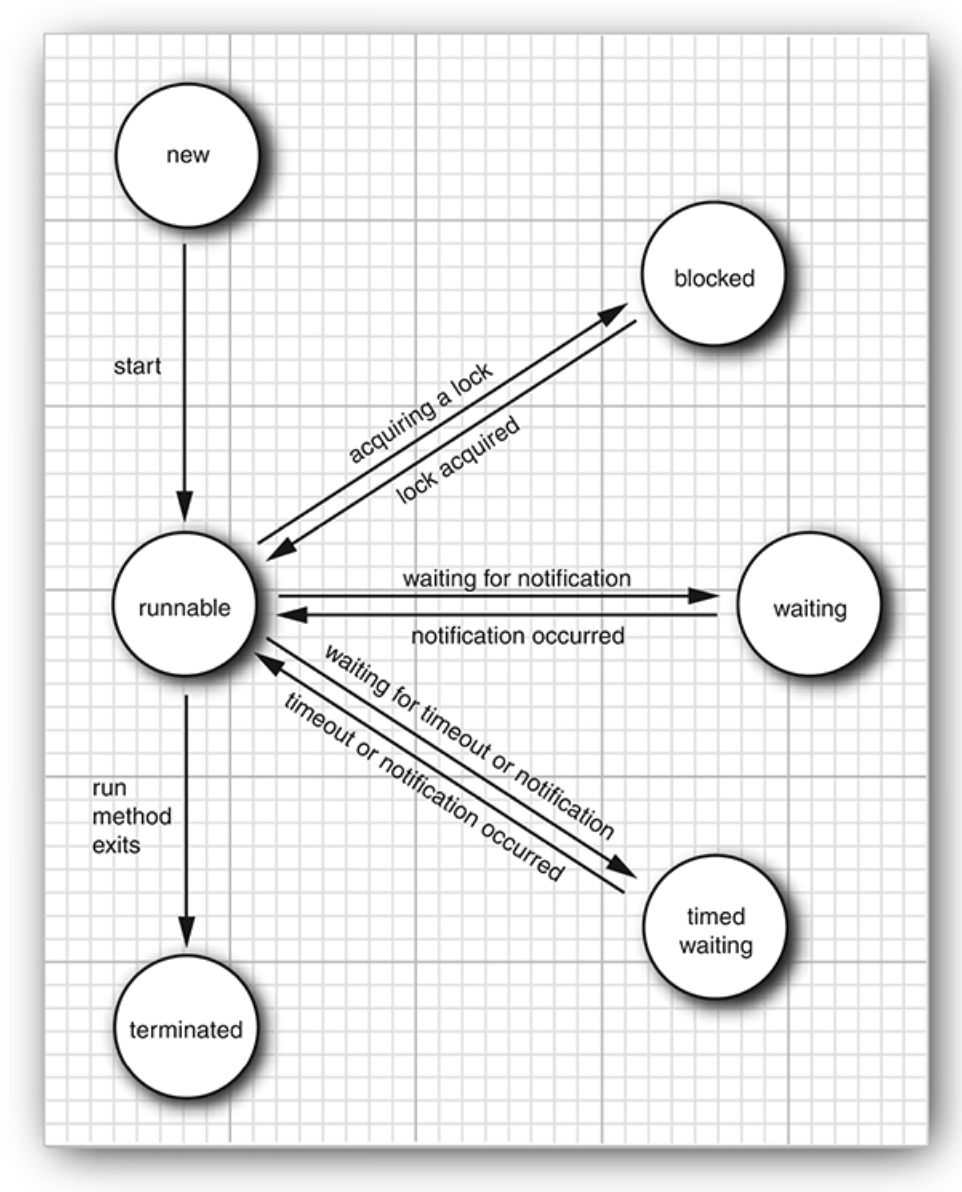 new
blocked
start
acquiring a lock
lock acquired
waiting for notification
runnable
waiting
notification occurred
waiting for timeout or notification
timeout or notification occurred
run
method
exits
timed
waiting
terminated